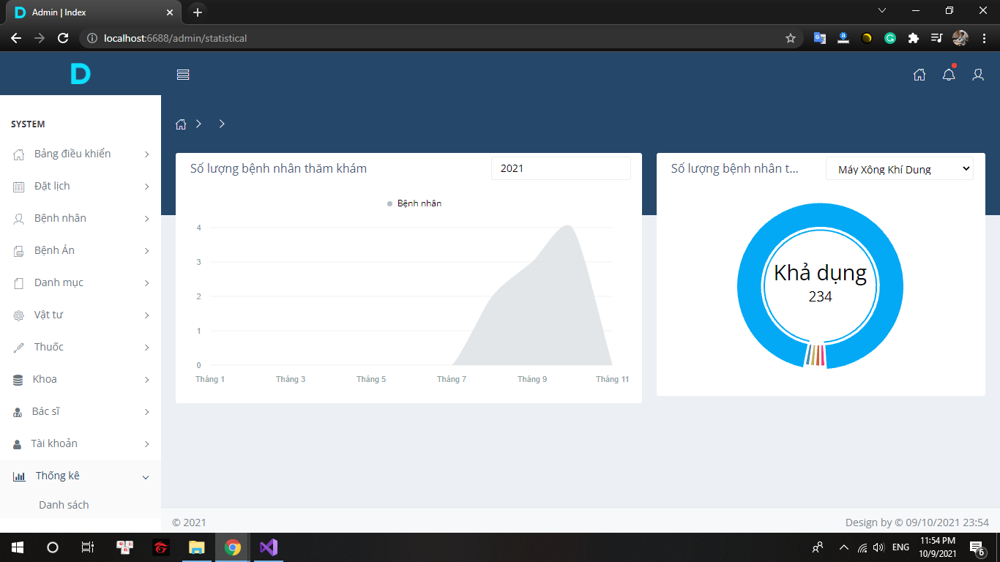 Admin | Index
localhost:6688/admin/statistical
D
SYSTEM
Bảng điều khiển
Đặt lịch
Bệnh nhân
Bệnh Án
Danh mục
Vật tư
Thuốc
Khoa
Bác sĩ
Tài khoản
Thống kê
Danh sách
Số lượng bệnh nhân thăm khám
2021
Bệnh nhân
4
3
2
1
0
Tháng 1
Tháng 3
Tháng 5
Tháng 7
Tháng 9
Tháng 11
Số lượng bệnh nhân t...
Máy Xông Khí Dung
Khả dụng
234
© 2021
Design by © 09/10/2021 23:54
ENG
11:54 PM
10/9/2021
6